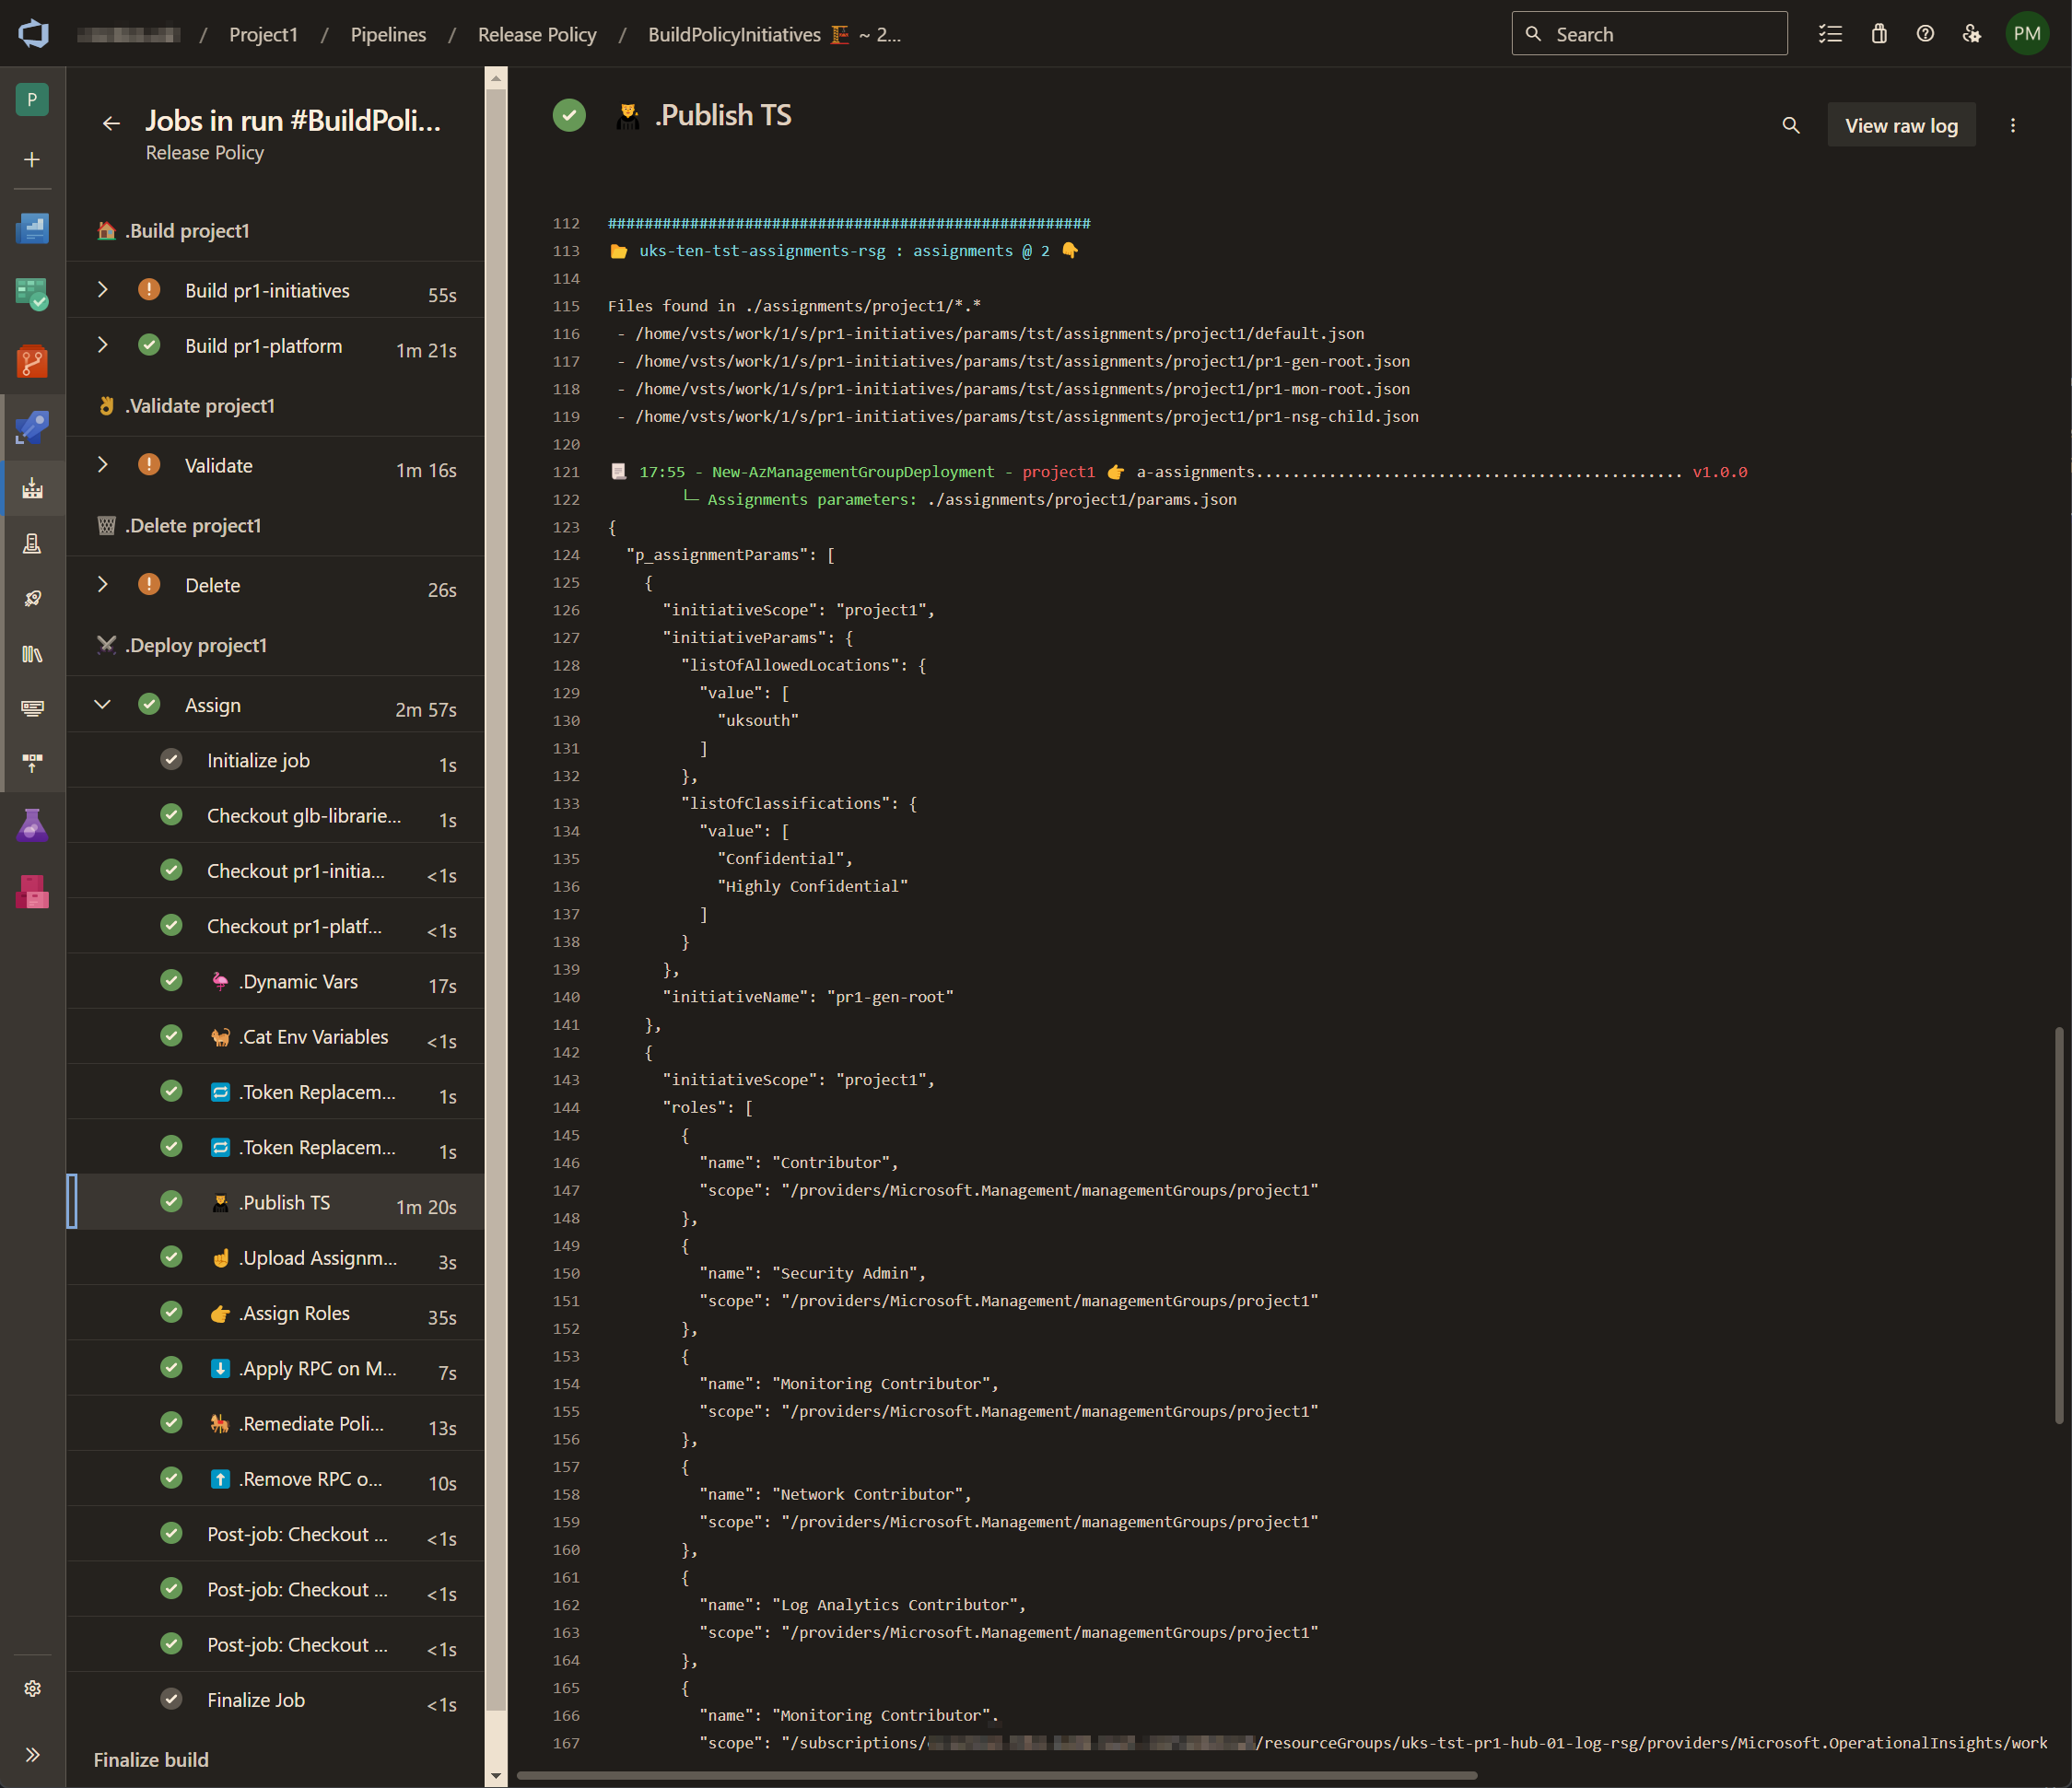 / Project1 / Pipelines / Release Policy / BuildPolicyInitiatives 🏗 ~ 2...
Search
PM
P
Jobs in run #BuildPoli...
Release Policy
🏠 .Build project1
Build pr1-initiatives 55s
Build pr1-platform 1m 21s
👌 .Validate project1
Validate 1m 16s
🗑 .Delete project1
Delete 26s
⚔ .Deploy project1
Assign 2m 57s
Initialize job 1s
Checkout glb-librarie... 1s
Checkout pr1-initia... <1s
Checkout pr1-platf... <1s
🦩 .Dynamic Vars 17s
🐈 .Cat Env Variables <1s
🔁 .Token Replacem... 1s
🔁 .Token Replacem... 1s
👩‍🎓 .Publish TS 1m 20s
☝ .Upload Assignm... 3s
👉 .Assign Roles 35s
⬇ .Apply RPC on M... 7s
🎠 .Remediate Poli... 13s
⬆ .Remove RPC o... 10s
Post-job: Checkout ... <1s
Post-job: Checkout ... <1s
Post-job: Checkout ... <1s
Finalize Job <1s
Finalize build
👩‍🎓 .Publish TS
View raw log
112 #####################################################
113 📂 uks-ten-tst-assignments-rsg : assignments @ 2 👇
114
115 Files found in ./assignments/project1/*.*
116  - /home/vsts/work/1/s/pr1-initiatives/params/tst/assignments/project1/default.json
117  - /home/vsts/work/1/s/pr1-initiatives/params/tst/assignments/project1/pr1-gen-root.json
118  - /home/vsts/work/1/s/pr1-initiatives/params/tst/assignments/project1/pr1-mon-root.json
119  - /home/vsts/work/1/s/pr1-initiatives/params/tst/assignments/project1/pr1-nsg-child.json
120
121 📜 17:55 - New-AzManagementGroupDeployment - project1 👉 a-assignments............................................... v1.0.0
122         └─ Assignments parameters: ./assignments/project1/params.json
123 {
124   "p_assignmentParams": [
125     {
126       "initiativeScope": "project1",
127       "initiativeParams": {
128         "listOfAllowedLocations": {
129           "value": [
130             "uksouth"
131           ]
132         },
133         "listOfClassifications": {
134           "value": [
135             "Confidential",
136             "Highly Confidential"
137           ]
138         }
139       },
140       "initiativeName": "pr1-gen-root"
141     },
142     {
143       "initiativeScope": "project1",
144       "roles": [
145         {
146           "name": "Contributor",
147           "scope": "/providers/Microsoft.Management/managementGroups/project1"
148         },
149         {
150           "name": "Security Admin",
151           "scope": "/providers/Microsoft.Management/managementGroups/project1"
152         },
153         {
154           "name": "Monitoring Contributor",
155           "scope": "/providers/Microsoft.Management/managementGroups/project1"
156         },
157         {
158           "name": "Network Contributor",
159           "scope": "/providers/Microsoft.Management/managementGroups/project1"
160         },
161         {
162           "name": "Log Analytics Contributor",
163           "scope": "/providers/Microsoft.Management/managementGroups/project1"
164         },
165         {
166           "name": "Monitoring Contributor",
167           "scope": "/subscriptions/ /resourceGroups/uks-tst-pr1-hub-01-log-rsg/providers/Microsoft.OperationalInsights/work